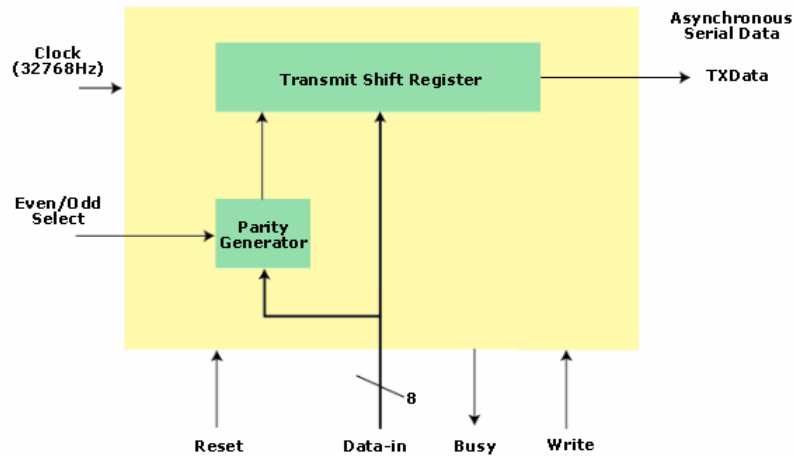 Asynchronous
Serial Data
Clock
(32768Hz)
Transmit Shift Register
TXData
Even/Odd
Select
Parity
Generator
8
Reset
Data-in
Busy
Write